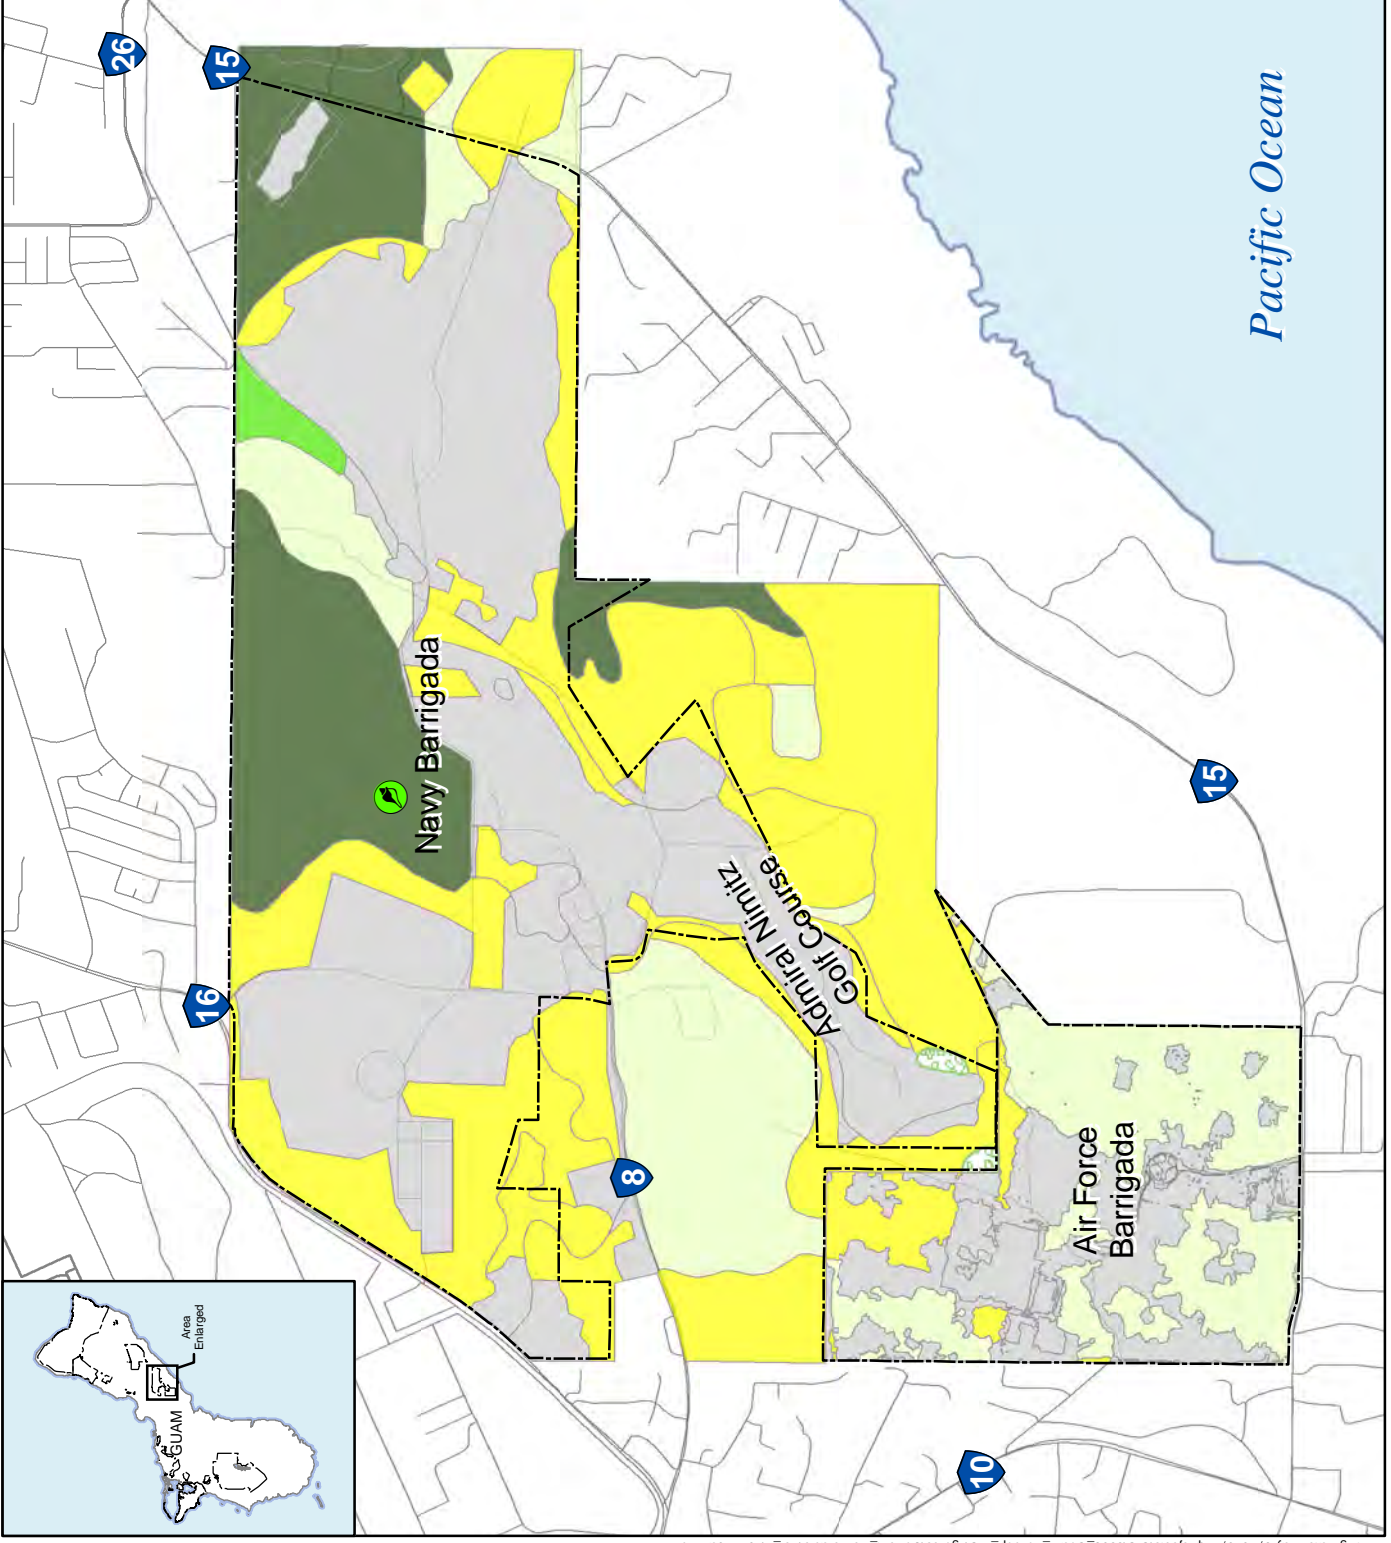 26
15
16
8
15
10
Navy Barrigada
Admiral Nimitz
Golf Course
Air Force
Barrigada
Pacific Ocean
GUAM
Area
Enlarged